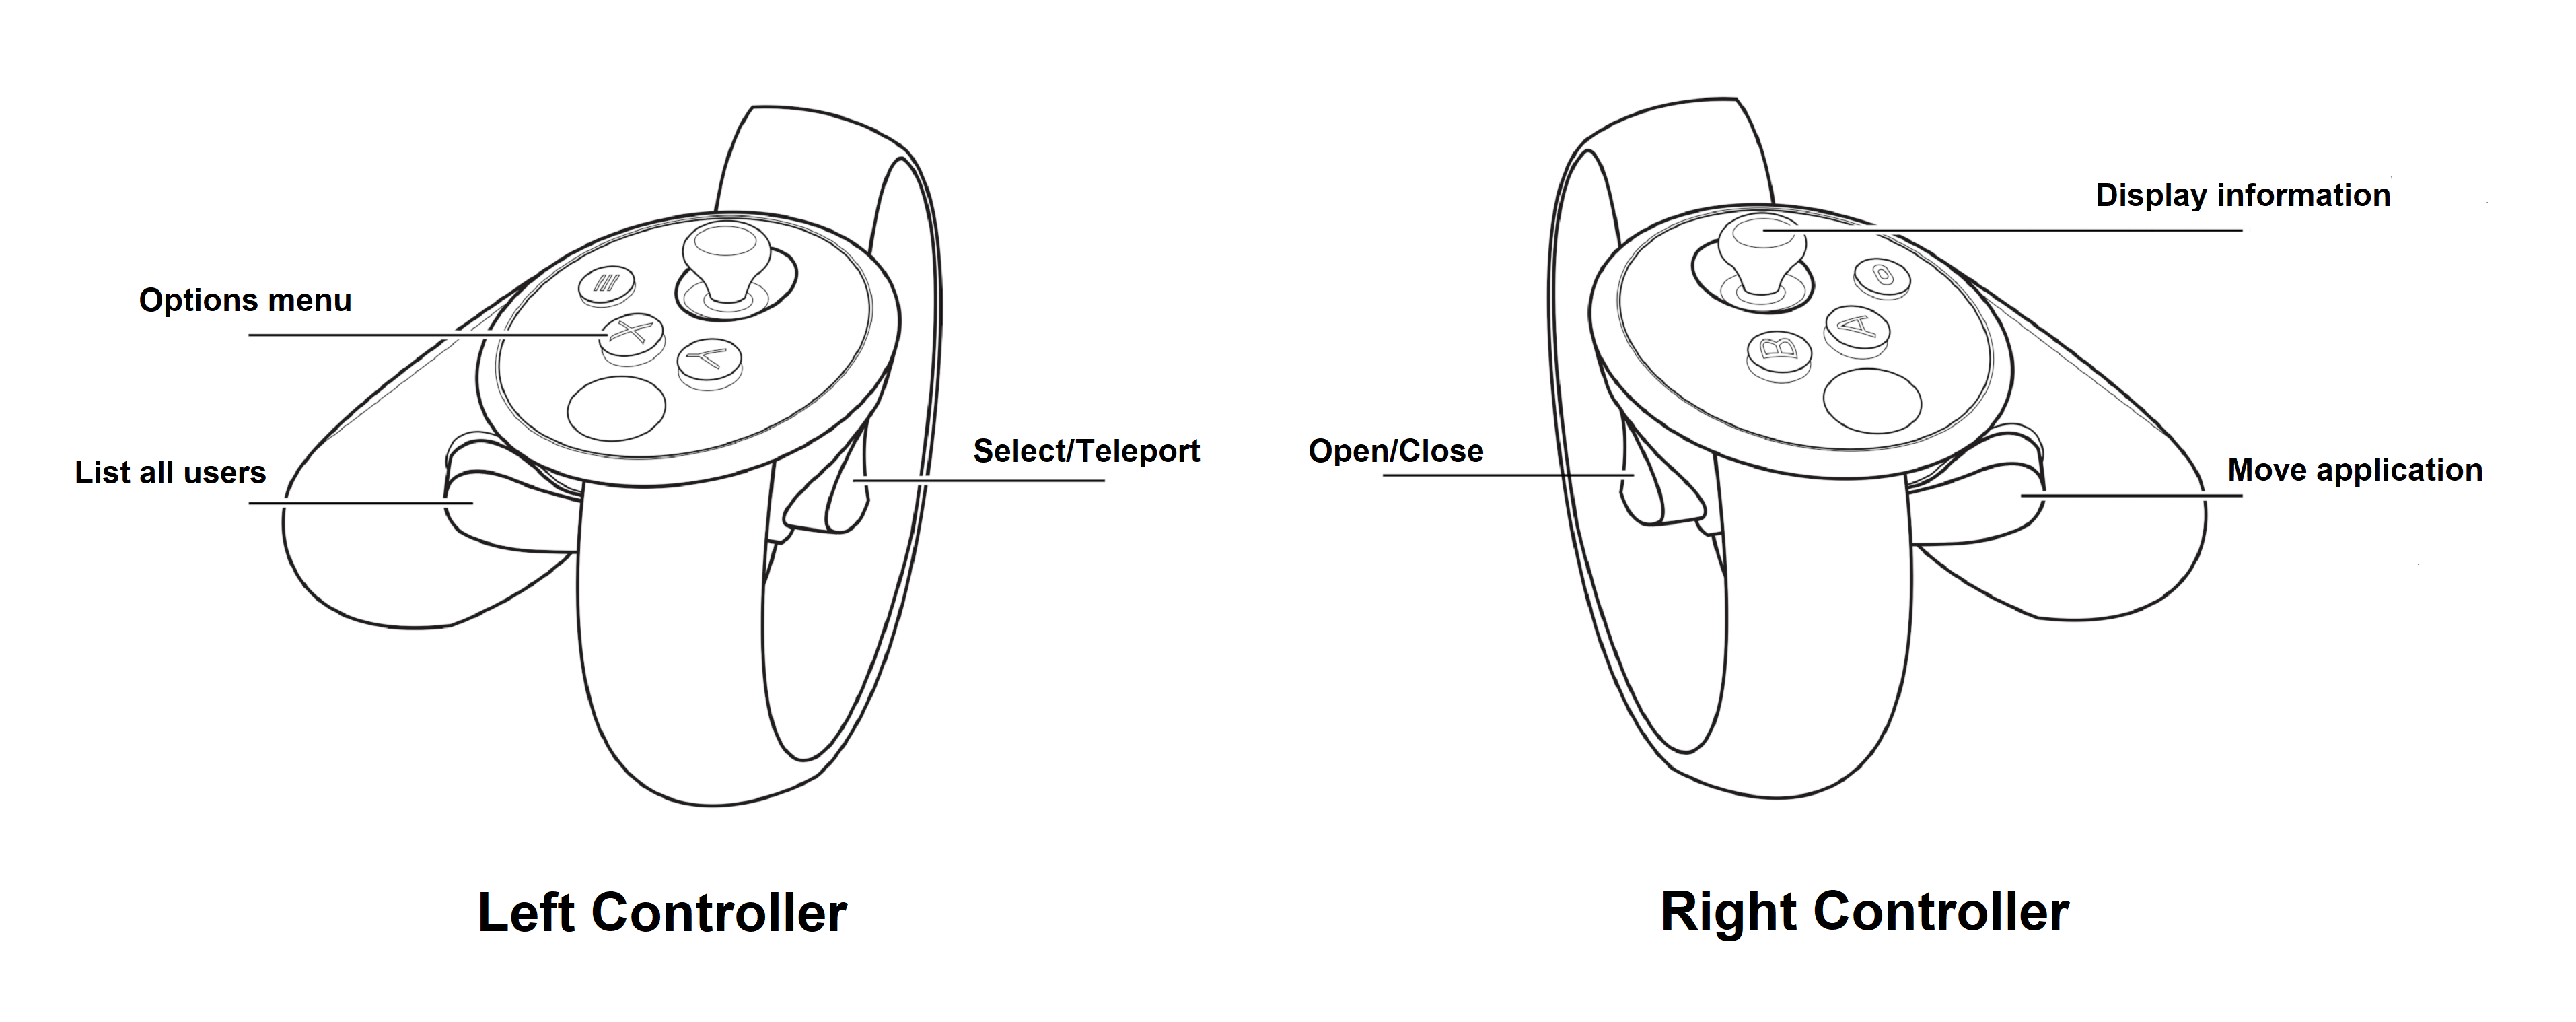 Display information
Options menu
X
Y
O
A
B
List all users
Select/Teleport
Open/Close
Move application
Left Controller
Right Controller